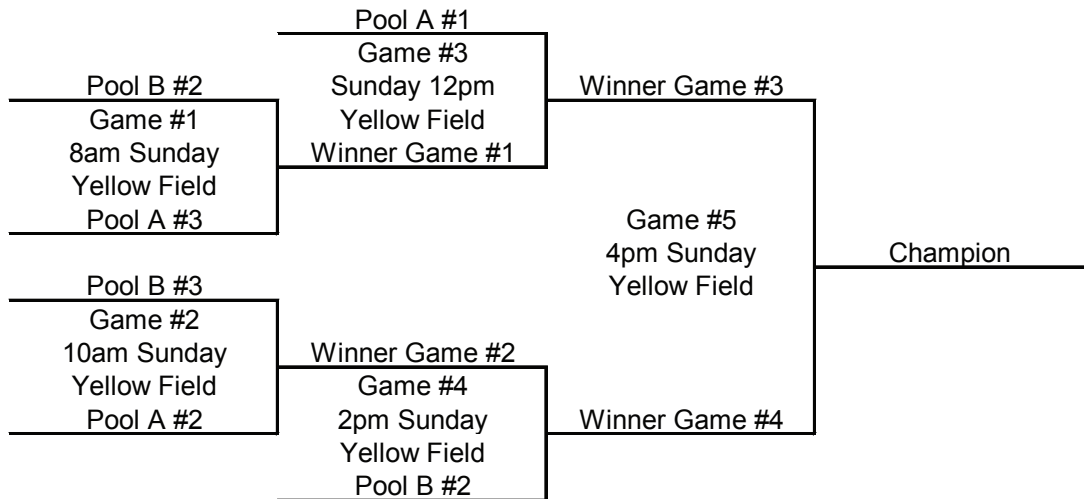 Pool A #1
Game #3
Sunday 12pm
Yellow Field
Winner Game #1
Pool B #2
Game #1
8am Sunday
Yellow Field
Pool A #3
Winner Game #3
Game #5
4pm Sunday
Yellow Field
Champion
Pool B #3
Game #2
10am Sunday
Yellow Field
Pool A #2
Winner Game #2
Game #4
2pm Sunday
Yellow Field
Pool B #2
Winner Game #4